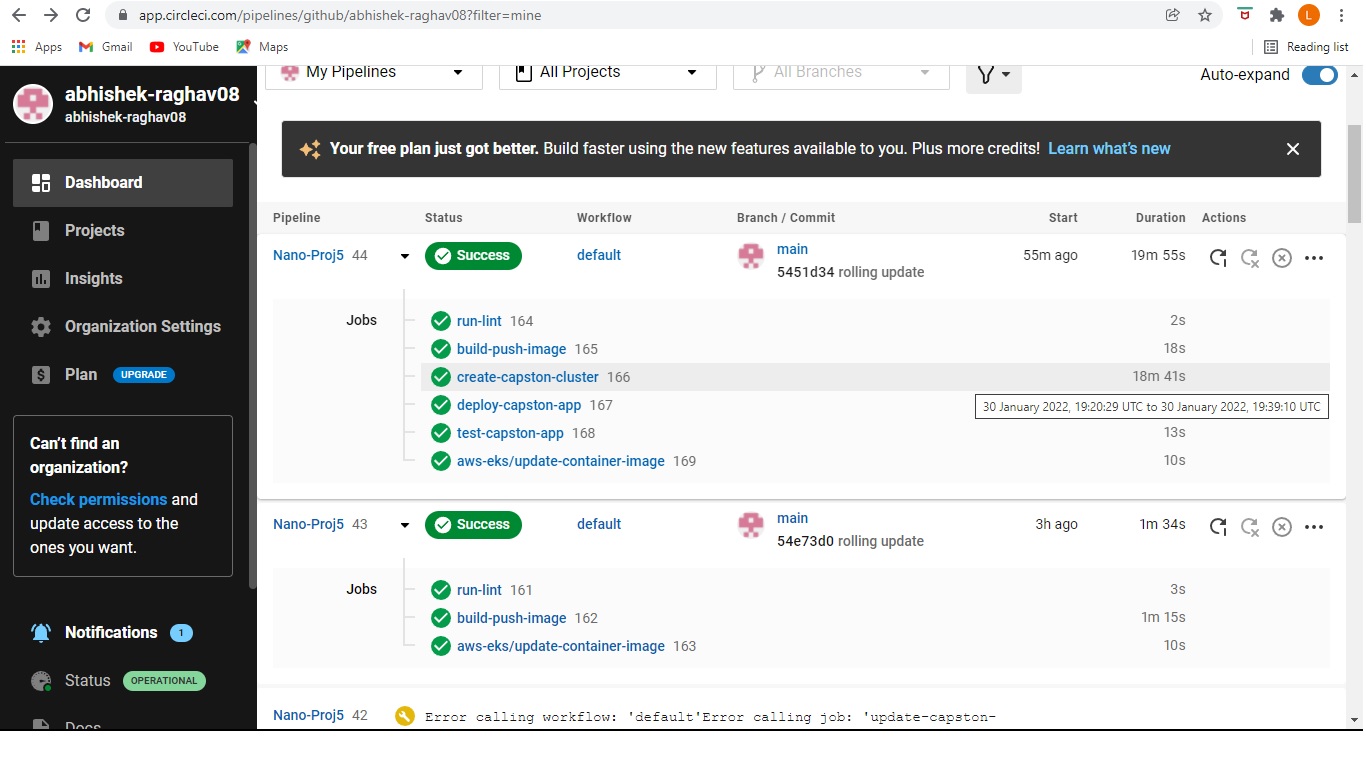 app.circleci.com/pipelines/github/abhishek-raghav08?filter=mine
L
Apps Gmail YouTube Maps Reading list
abhishek-raghav08
abhishek-raghav08
Dashboard
Projects
Insights
Organization Settings
Plan UPGRADE
Can't find an
organization?
Check permissions and
update access to the
ones you want.
Notifications 1
Status OPERATIONAL
Docs
My Pipelines All Projects All Branches Auto-expand
Your free plan just got better. Build faster using the new features available to you. Plus more credits! Learn what's new
Pipeline Status Workflow Branch / Commit Start Duration Actions
Nano-Proj5 44 Success default main 55m ago 19m 55s
5451d34 rolling update
Jobs run-lint 164 2s
build-push-image 165 18s
create-capston-cluster 166 18m 41s
deploy-capston-app 167
30 January 2022, 19:20:29 UTC to 30 January 2022, 19:39:10 UTC
test-capston-app 168 13s
aws-eks/update-container-image 169 10s
Nano-Proj5 43 Success default main 3h ago 1m 34s
54e73d0 rolling update
Jobs run-lint 161 3s
build-push-image 162 1m 15s
aws-eks/update-container-image 163 10s
Nano-Proj5 42 Error calling workflow: 'default'Error calling job: 'update-capston-